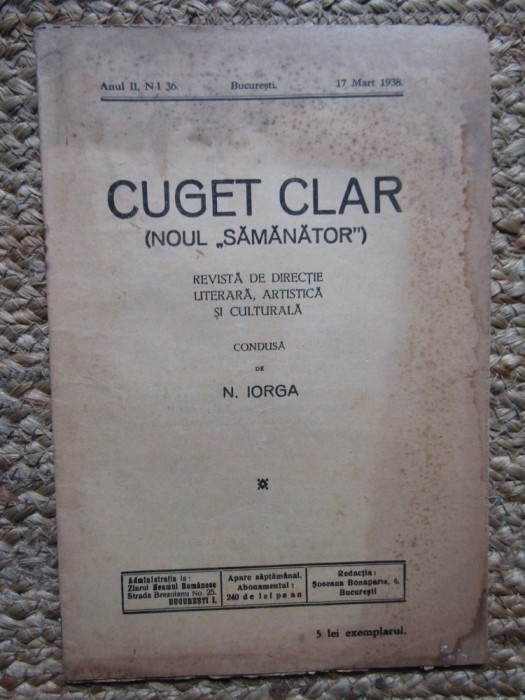 Anul II, N-l 36. București. 17 Mart 1938.
CUGET CLAR
(NOUL „SĂMĂNĂTOR")
REVISTĂ DE DIRECȚIE
LITERARĂ, ARTISTICĂ
ȘI CULTURALĂ
CONDUSĂ
DE
N. IORGA
Administrația la:
Ziarul Neamul Românesc
Strada Brezoianu No. 25.
BUCUREȘTI I.
Apare săptămânal.
Abonamentul:
240 de lei pe an
Redacția:
Șoseaua Bonaparte, 6.
București
5 lei exemplarul.